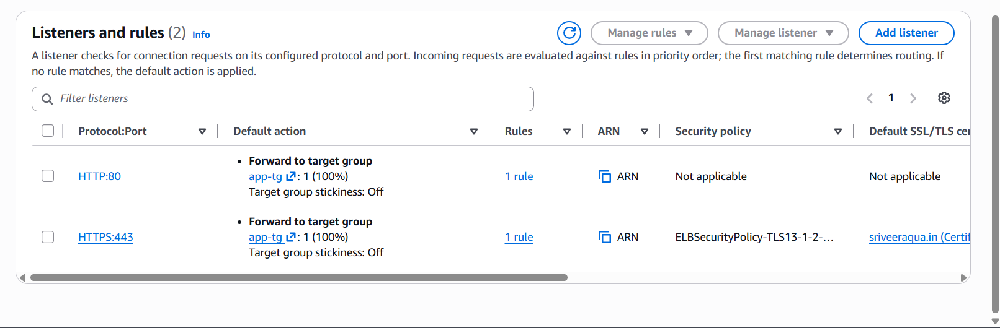 Listeners and rules (2) Info
Manage rules
Manage listener
Add listener
A listener checks for connection requests on its configured protocol and port. Incoming requests are evaluated against rules in priority order; the first matching rule determines routing. If
no rule matches, the default action is applied.
Filter listeners
1
Protocol:Port Default action Rules ARN Security policy Default SSL/TLS cer
• Forward to target group
HTTP:80 app-tg : 1 (100%) 1 rule ARN Not applicable Not applicable
Target group stickiness: Off
• Forward to target group
HTTPS:443 app-tg : 1 (100%) 1 rule ARN ELBSecurityPolicy-TLS13-1-2-... sriveeraqua.in (Certif
Target group stickiness: Off